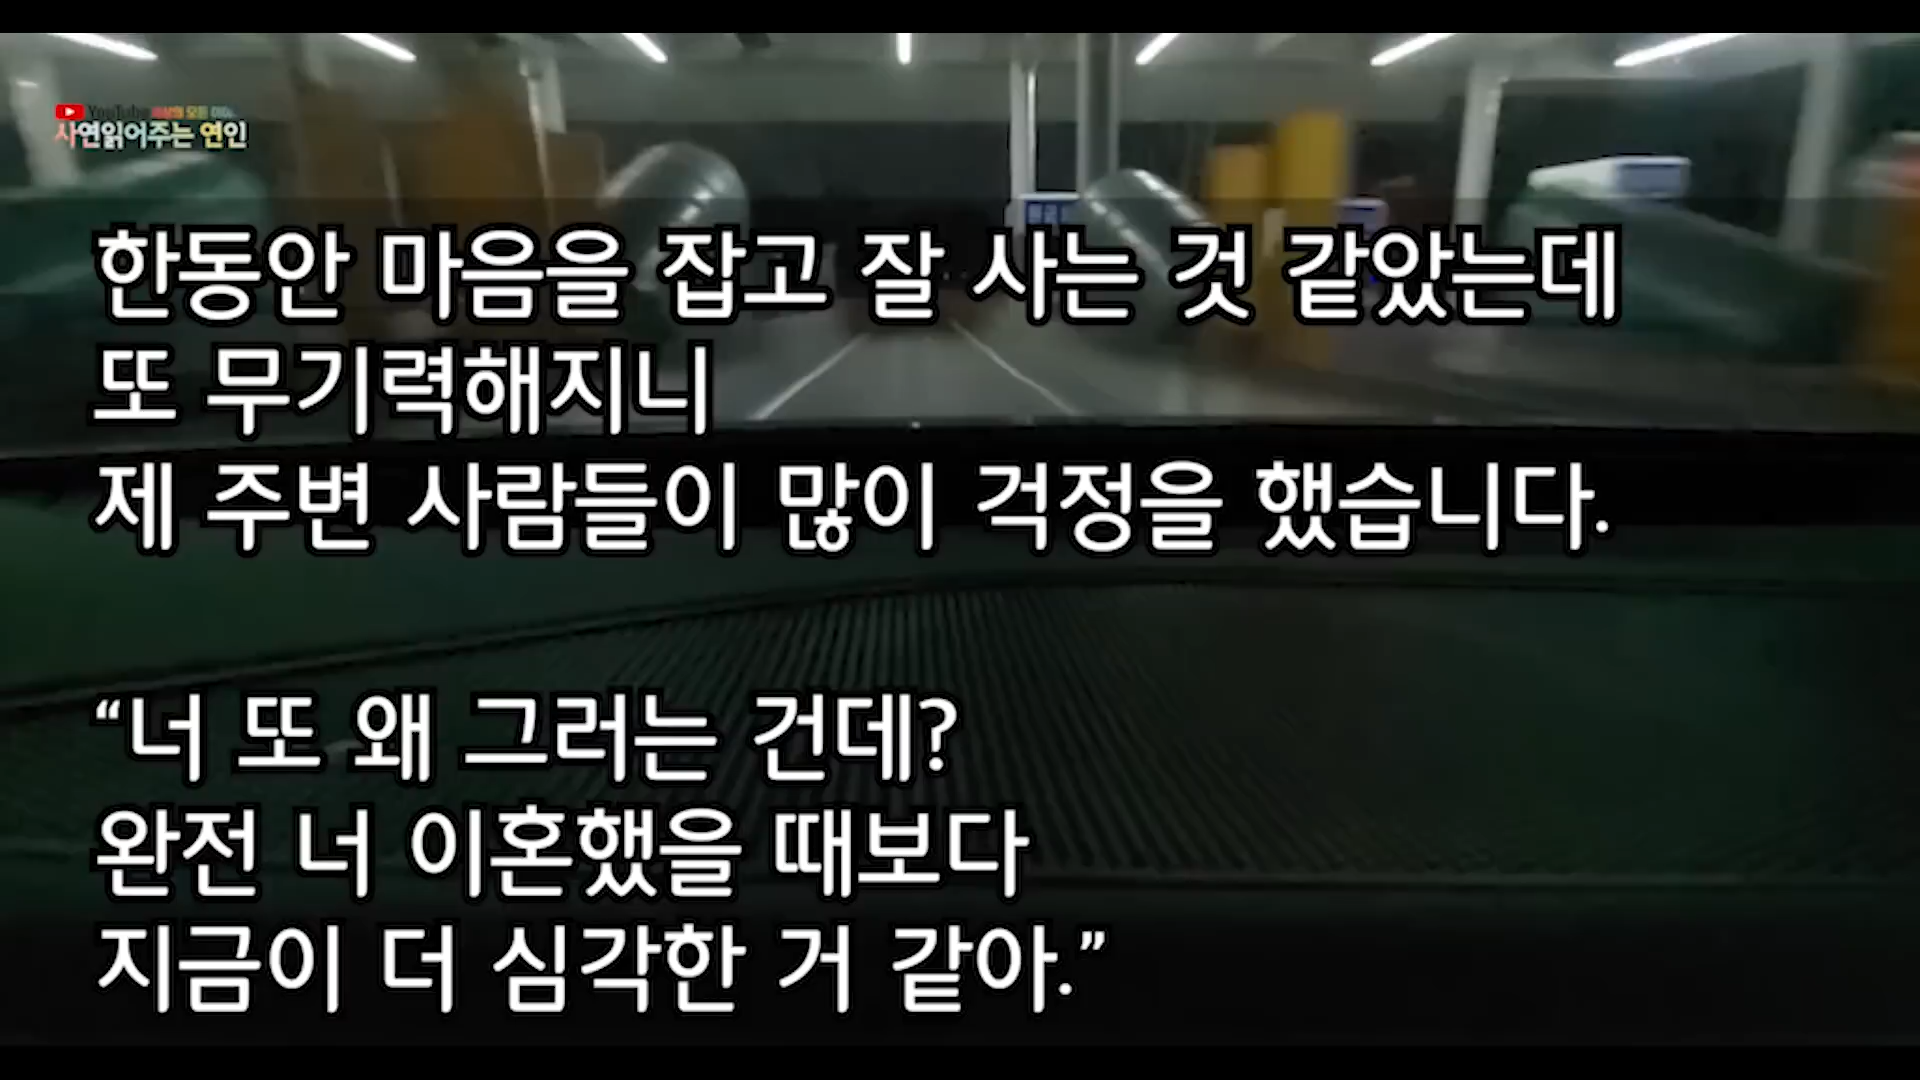 YouTube
사연읽어주는 연인
한동안 마음을 잡고 잘 사는 것 같았는데
또 무기력해지니
제 주변 사람들이 많이 걱정을 했습니다.
“너 또 왜 그러는 건데?
완전 너 이혼했을 때보다
지금이 더 심각한 거 같아.”